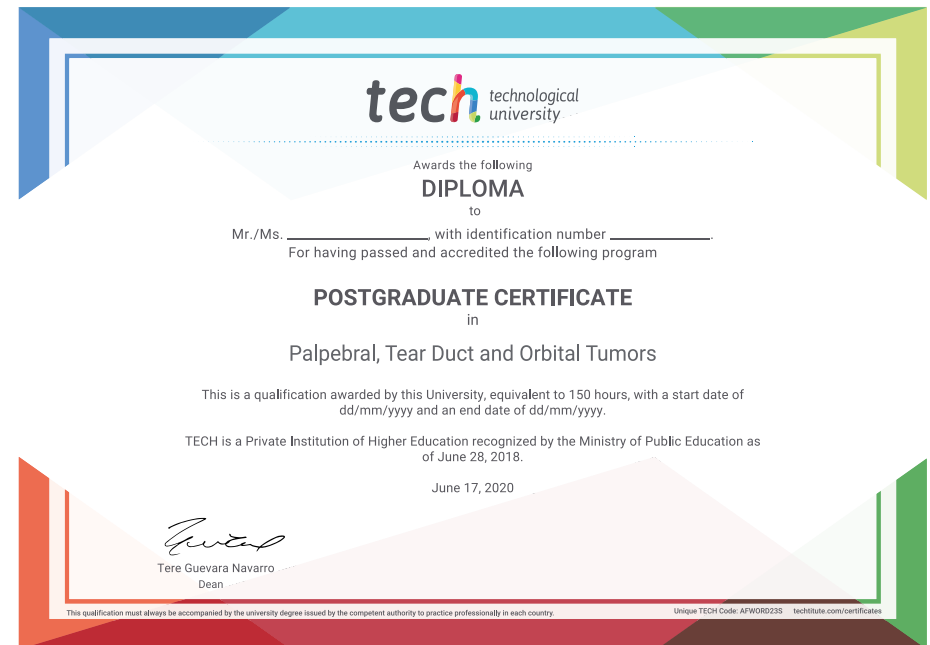 tech technological
university
Awards the following
DIPLOMA
to
Mr./Ms. ____________________, with identification number ______________.
For having passed and accredited the following program
POSTGRADUATE CERTIFICATE
in
Palpebral, Tear Duct and Orbital Tumors
This is a qualification awarded by this University, equivalent to 150 hours, with a start date of
dd/mm/yyyy and an end date of dd/mm/yyyy.
TECH is a Private Institution of Higher Education recognized by the Ministry of Public Education as
of June 28, 2018.
June 17, 2020
Tere Guevara Navarro
Dean
This qualification must always be accompanied by the university degree issued by the competent authority to practice professionally in each country.
Unique TECH Code: AFWORD23S techtitute.com/certificates